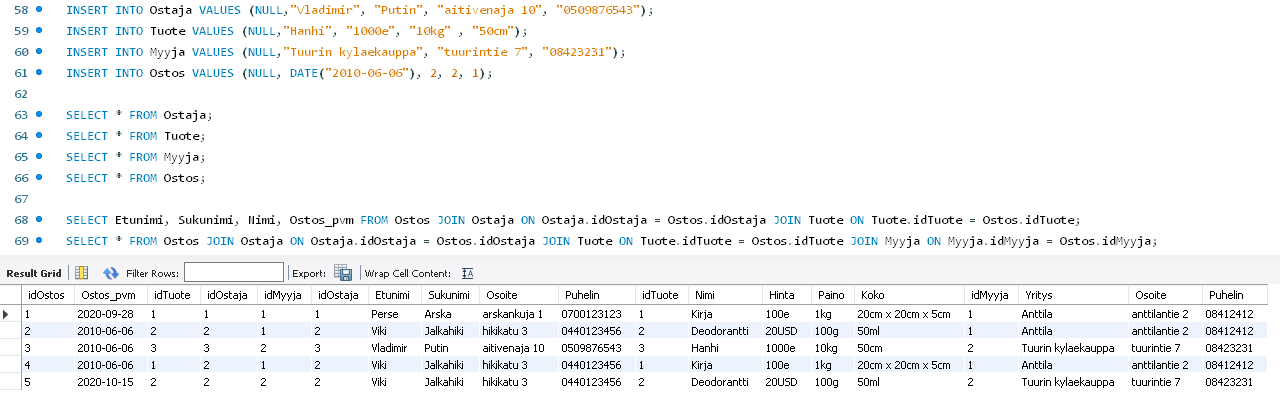 58 INSERT INTO Ostaja VALUES (NULL,"Vladimir", "Putin", "aitivenaja 10", "0509876543");
59 INSERT INTO Tuote VALUES (NULL,"Hanhi", "1000e", "10kg" , "50cm");
60 INSERT INTO Myyja VALUES (NULL,"Tuurin kylaekauppa", "tuurintie 7", "08423231");
61 INSERT INTO Ostos VALUES (NULL, DATE("2010-06-06"), 2, 2, 1);
62
63 SELECT * FROM Ostaja;
64 SELECT * FROM Tuote;
65 SELECT * FROM Myyja;
66 SELECT * FROM Ostos;
67
68 SELECT Etunimi, Sukunimi, Nimi, Ostos_pvm FROM Ostos JOIN Ostaja ON Ostaja.idOstaja = Ostos.idOstaja JOIN Tuote ON Tuote.idTuote = Ostos.idTuote;
69 SELECT * FROM Ostos JOIN Ostaja ON Ostaja.idOstaja = Ostos.idOstaja JOIN Tuote ON Tuote.idTuote = Ostos.idTuote JOIN Myyja ON Myyja.idMyyja = Ostos.idMyyja;
Result Grid Filter Rows: Export: Wrap Cell Content:
idOstos Ostos_pvm idTuote idOstaja idMyyja idOstaja Etunimi Sukunimi Osoite Puhelin idTuote Nimi Hinta Paino Koko idMyyja Yritys Osoite Puhelin
1 2020-09-28 1 1 1 1 Perse Arska arskankuja 1 0700123123 1 Kirja 100e 1kg 20cm x 20cm x 5cm 1 Anttila anttilantie 2 08412412
2 2010-06-06 2 2 1 2 Viki Jalkahiki hikikatu 3 0440123456 2 Deodorantti 20USD 100g 50ml 1 Anttila anttilantie 2 08412412
3 2010-06-06 3 3 2 3 Vladimir Putin aitivenaja 10 0509876543 3 Hanhi 1000e 10kg 50cm 2 Tuurin kylaekauppa tuurintie 7 08423231
4 2010-06-06 1 2 1 2 Viki Jalkahiki hikikatu 3 0440123456 1 Kirja 100e 1kg 20cm x 20cm x 5cm 1 Anttila anttilantie 2 08412412
5 2020-10-15 2 2 2 2 Viki Jalkahiki hikikatu 3 0440123456 2 Deodorantti 20USD 100g 50ml 2 Tuurin kylaekauppa tuurintie 7 08423231